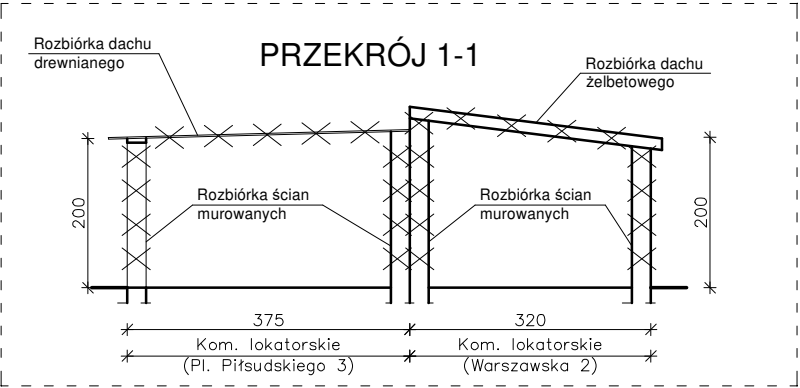 PRZEKRÓJ 1-1
Rozbiórka dachu
drewnianego
Rozbiórka dachu
żelbetowego
Rozbiórka ścian
murowanych
Rozbiórka ścian
murowanych
200
200
375
320
Kom. lokatorskie
(Pl. Piłsudskiego 3)
Kom. lokatorskie
(Warszawska 2)